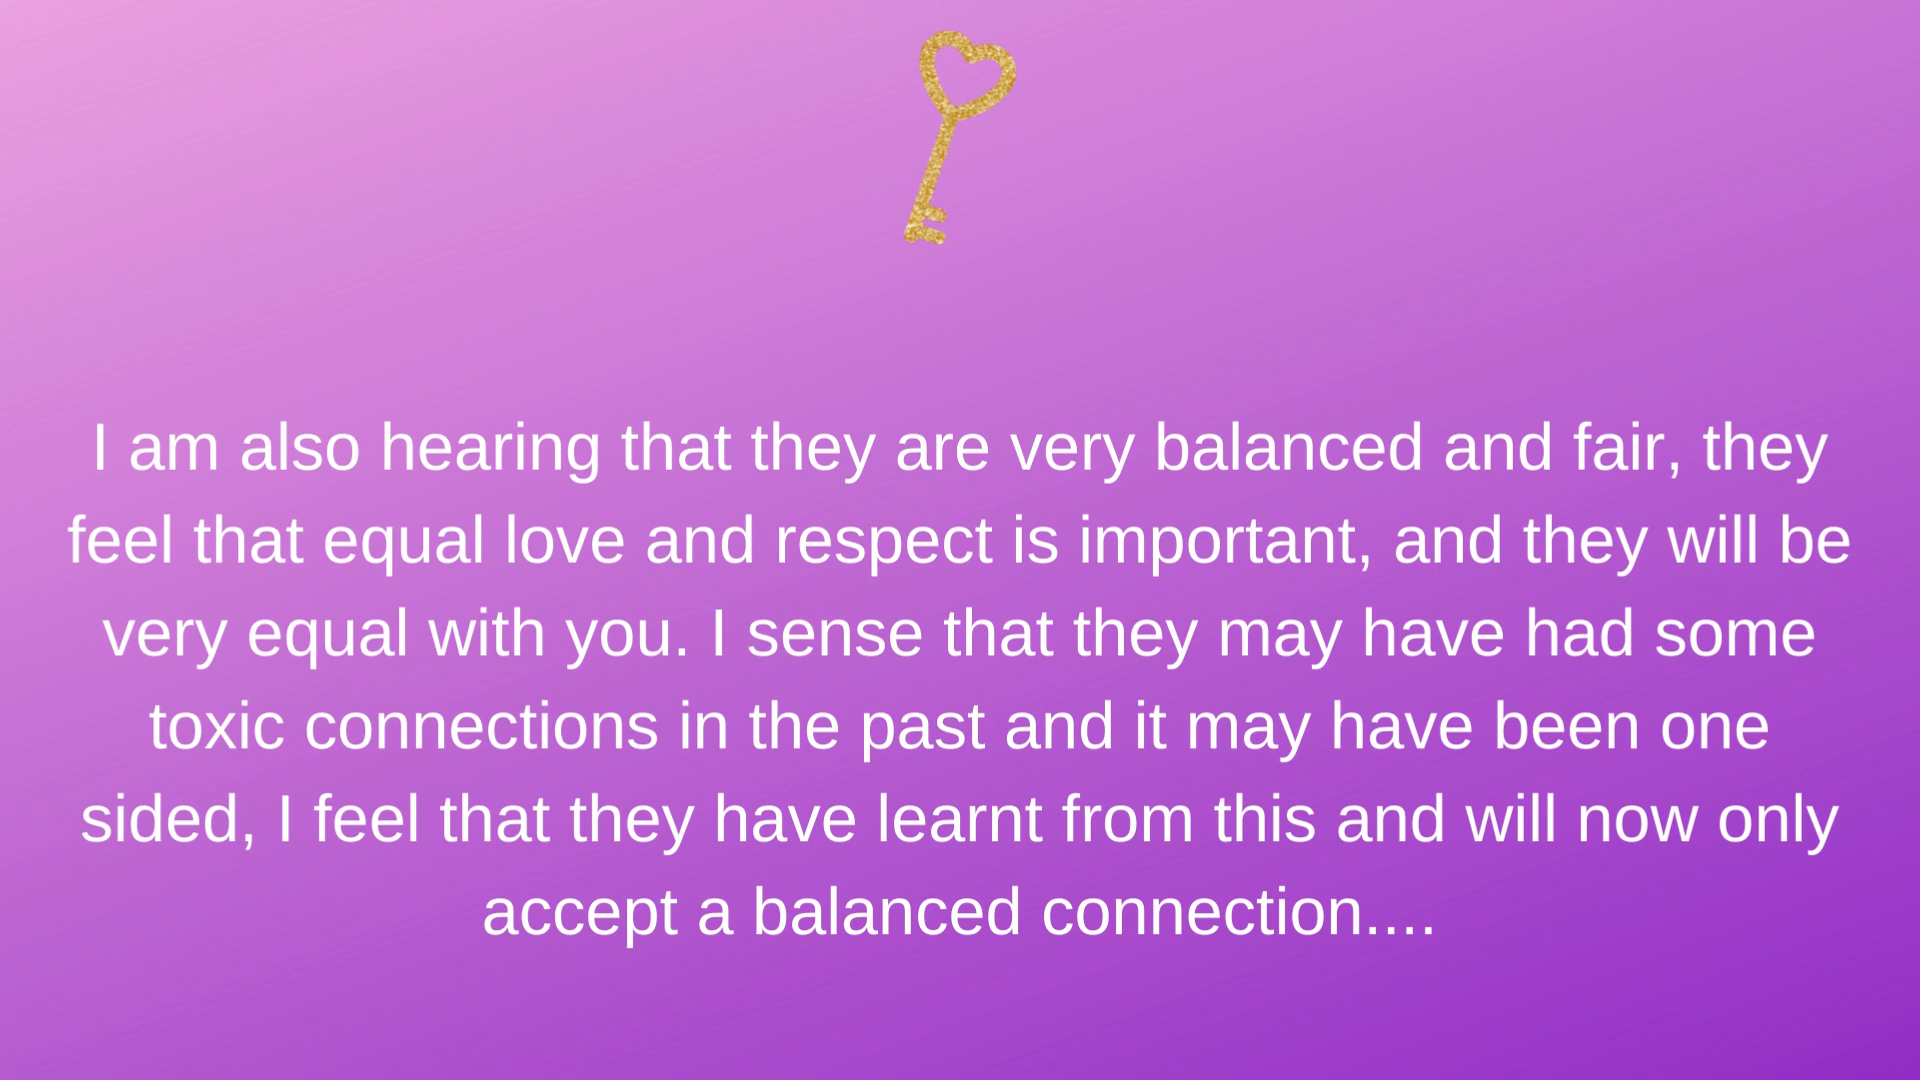 I am also hearing that they are very balanced and fair, they
feel that equal love and respect is important, and they will be
very equal with you. I sense that they may have had some
toxic connections in the past and it may have been one
sided, I feel that they have learnt from this and will now only
accept a balanced connection....